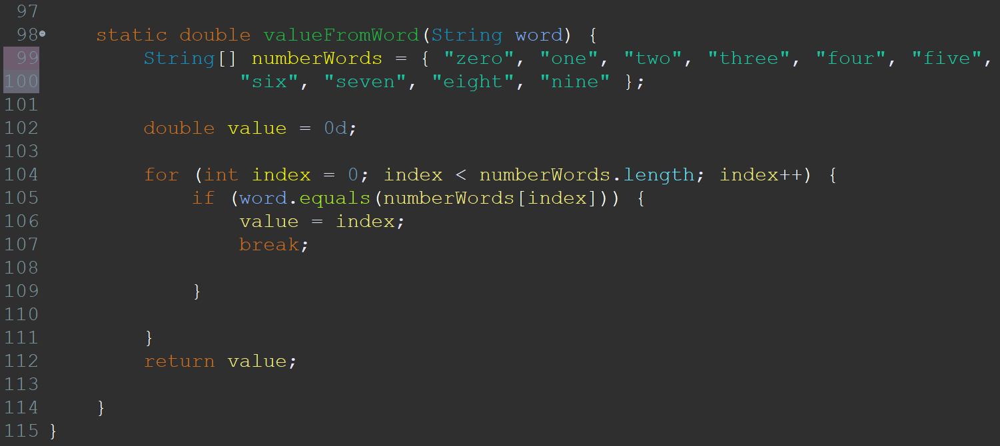 97
98 static double valueFromWord(String word) {
99 String[] numberWords = { "zero", "one", "two", "three", "four", "five",
100 "six", "seven", "eight", "nine" };
101
102 double value = 0d;
103
104 for (int index = 0; index < numberWords.length; index++) {
105 if (word.equals(numberWords[index])) {
106 value = index;
107 break;
108
109 }
110
111 }
112 return value;
113
114 }
115 }